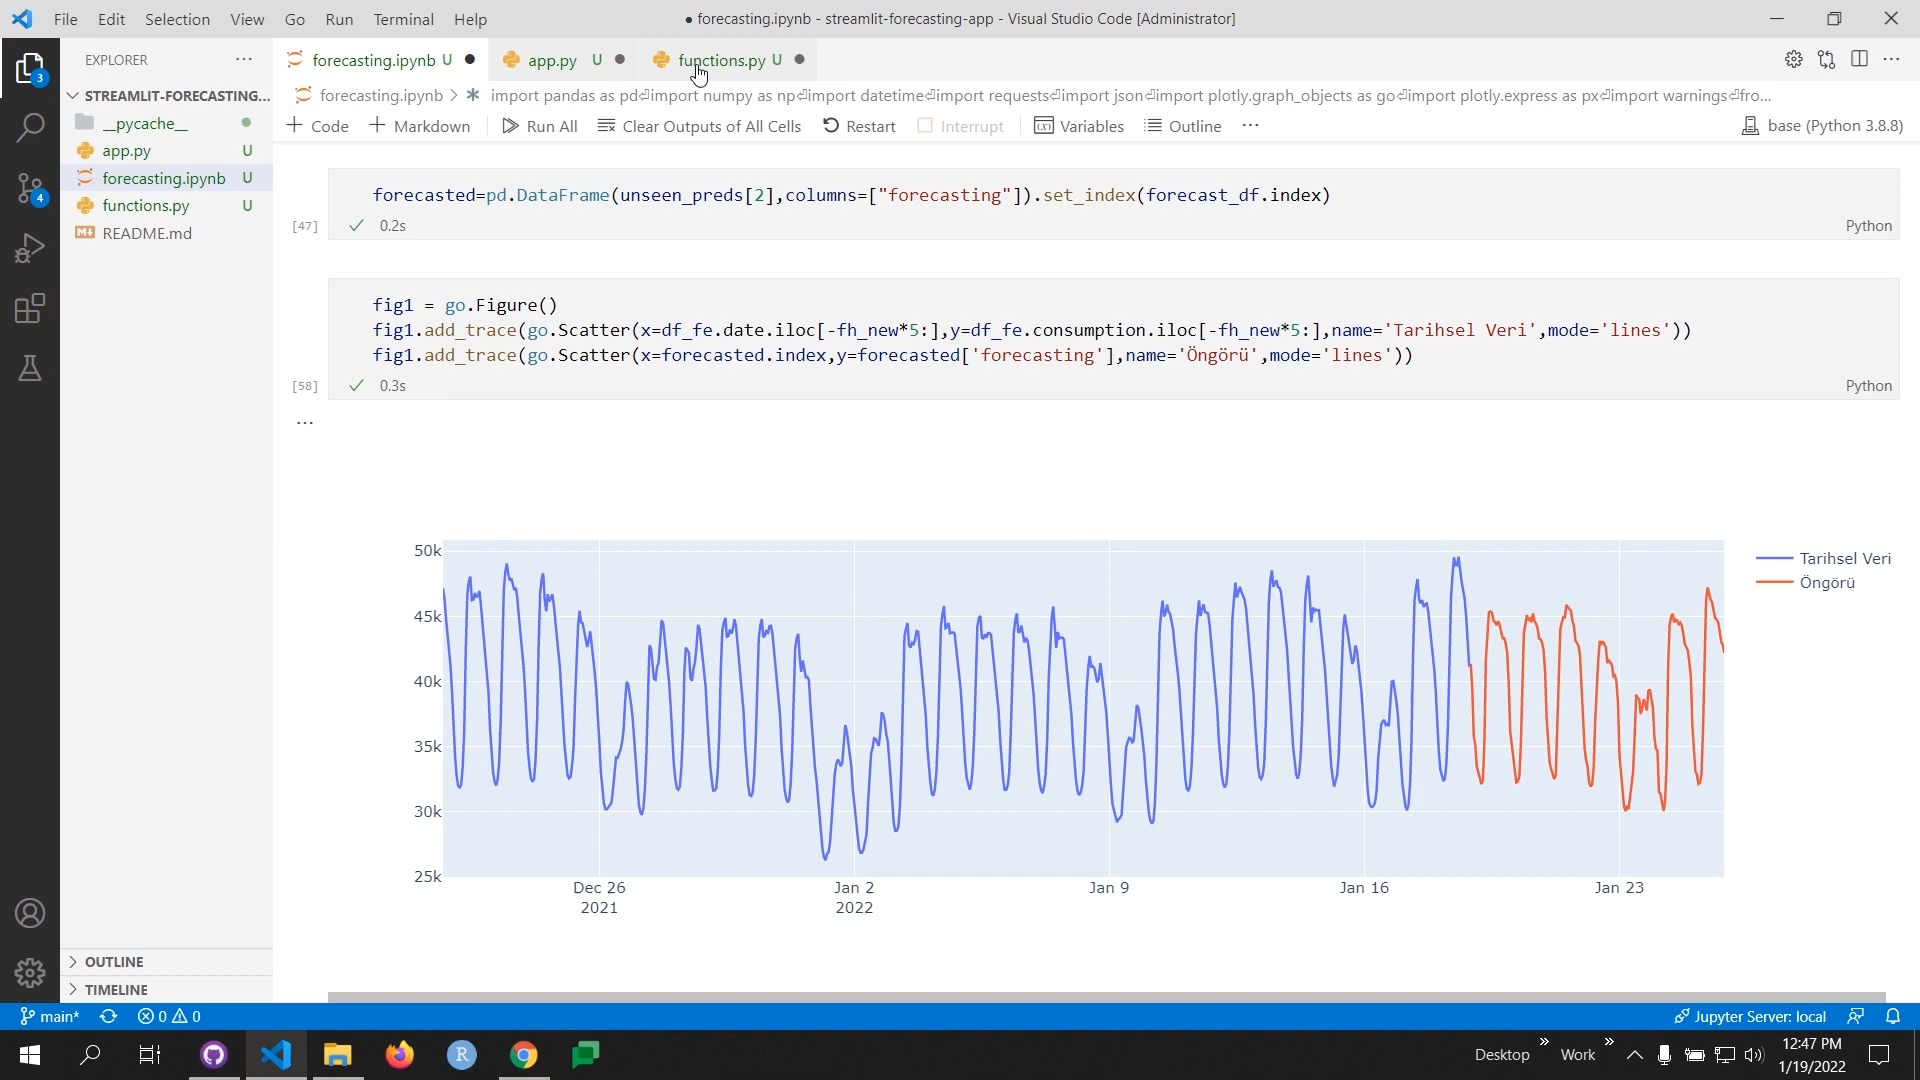 File Edit Selection View Go Run Terminal Help
● forecasting.ipynb - streamlit-forecasting-app - Visual Studio Code [Administrator]
EXPLORER
forecasting.ipynb U
app.py U
functions.py U
STREAMLIT-FORECASTING...
forecasting.ipynb > import pandas as pd⏎import numpy as np⏎import datetime⏎import requests⏎import json⏎import plotly.graph_objects as go⏎import plotly.express as px⏎import warnings⏎fro...
__pycache__
Code Markdown Run All Clear Outputs of All Cells Restart Interrupt Variables Outline ... base (Python 3.8.8)
app.py U
forecasting.ipynb U
functions.py U
README.md
forecasted=pd.DataFrame(unseen_preds[2],columns=["forecasting"]).set_index(forecast_df.index)
[47] 0.2s Python
fig1 = go.Figure()
fig1.add_trace(go.Scatter(x=df_fe.date.iloc[-fh_new*5:],y=df_fe.consumption.iloc[-fh_new*5:],name='Tarihsel Veri',mode='lines'))
fig1.add_trace(go.Scatter(x=forecasted.index,y=forecasted['forecasting'],name='Öngörü',mode='lines'))
[58] 0.3s Python
...
50k
45k
40k
35k
30k
25k
Tarihsel Veri
Öngörü
Dec 26
2021
Jan 2
2022
Jan 9
Jan 16
Jan 23
OUTLINE
TIMELINE
3
4
main* 0 0
Jupyter Server: local
R
Desktop » Work »
12:47 PM
1/19/2022